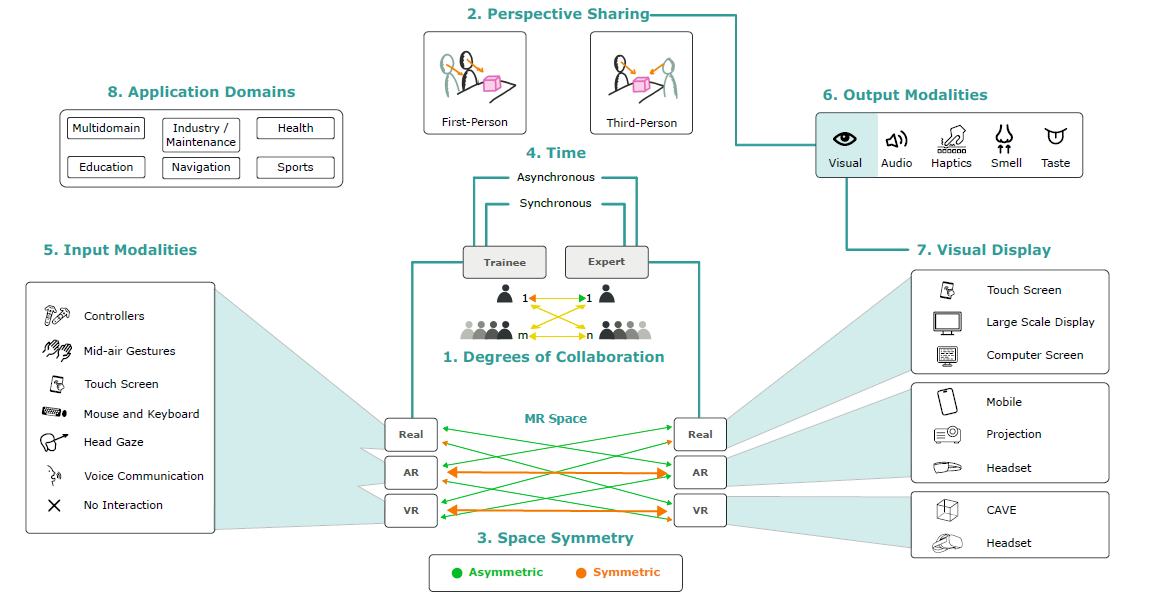 2. Perspective Sharing
First-Person
Third-Person
8. Application Domains
Multidomain
Industry /
Maintenance
Health
Education
Navigation
Sports
6. Output Modalities
Visual
Audio
Haptics
Smell
Taste
4. Time
Asynchronous
Synchronous
Trainee
Expert
1
1
m
n
1. Degrees of Collaboration
5. Input Modalities
Controllers
Mid-air Gestures
Touch Screen
Mouse and Keyboard
Head Gaze
Voice Communication
No Interaction
7. Visual Display
Touch Screen
Large Scale Display
Computer Screen
Mobile
Projection
Headset
CAVE
Headset
MR Space
Real
Real
AR
AR
VR
VR
3. Space Symmetry
Asymmetric
Symmetric